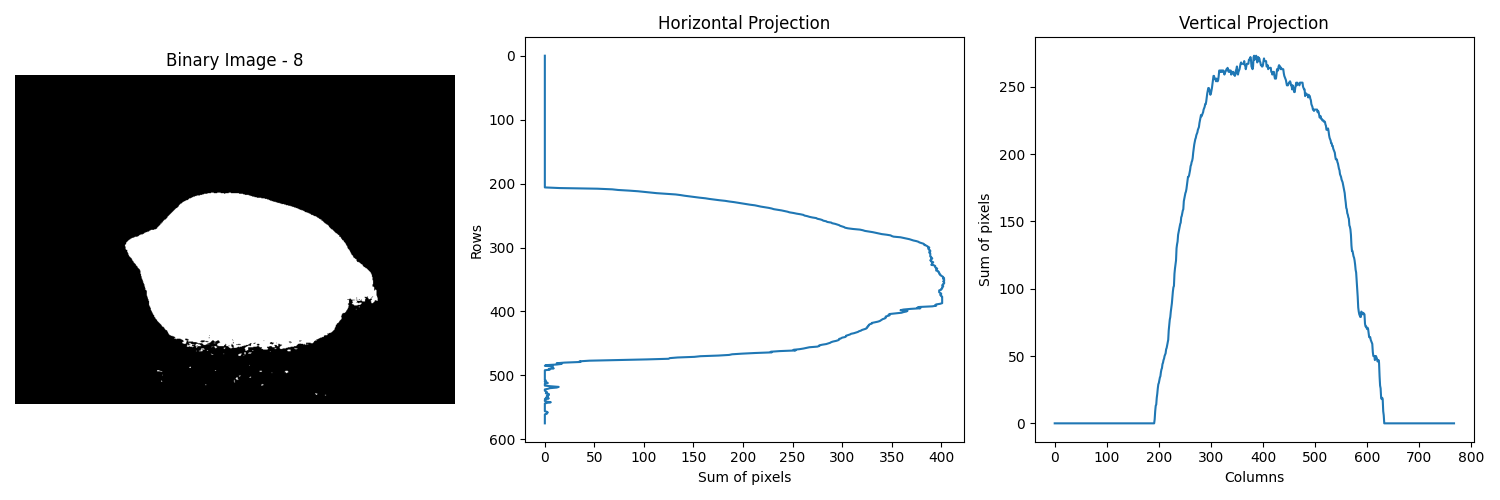 Binary Image - 8
Horizontal Projection
0
100
200
300
400
500
600
Rows
0 50 100 150 200 250 300 350 400
Sum of pixels
Vertical Projection
250
200
150
100
50
0
Sum of pixels
0 100 200 300 400 500 600 700 800
Columns